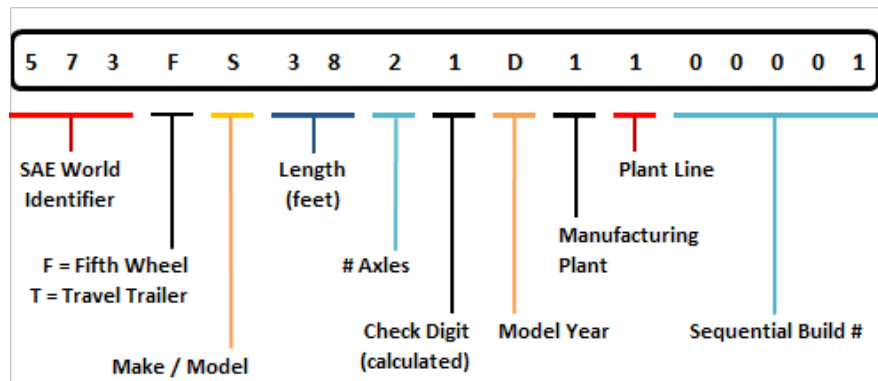 5 7 3 F S 3 8 2 1 D 1 1 0 0 0 0 1
SAE World
Identifier
Length
(feet)
Plant Line
Manufacturing
Plant
F = Fifth Wheel
T = Travel Trailer
# Axles
Check Digit
(calculated)
Model Year
Sequential Build #
Make / Model